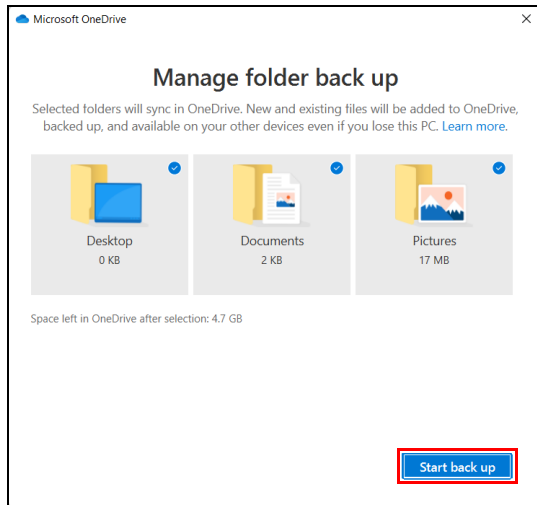 Microsoft OneDrive
Manage folder back up
Selected folders will sync in OneDrive. New and existing files will be added to OneDrive,
backed up, and available on your other devices even if you lose this PC. Learn more.
Desktop
0 KB
Documents
2 KB
Pictures
17 MB
Space left in OneDrive after selection: 4.7 GB
Start back up